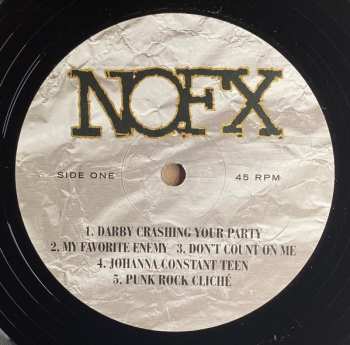 NOFX
SIDE ONE 45 RPM
1. DARBY CRASHING YOUR PARTY
2. MY FAVORITE ENEMY 3. DON'T COUNT ON ME
4. JOHANNA CONSTANT TEEN
5. PUNK ROCK CLICHÉ